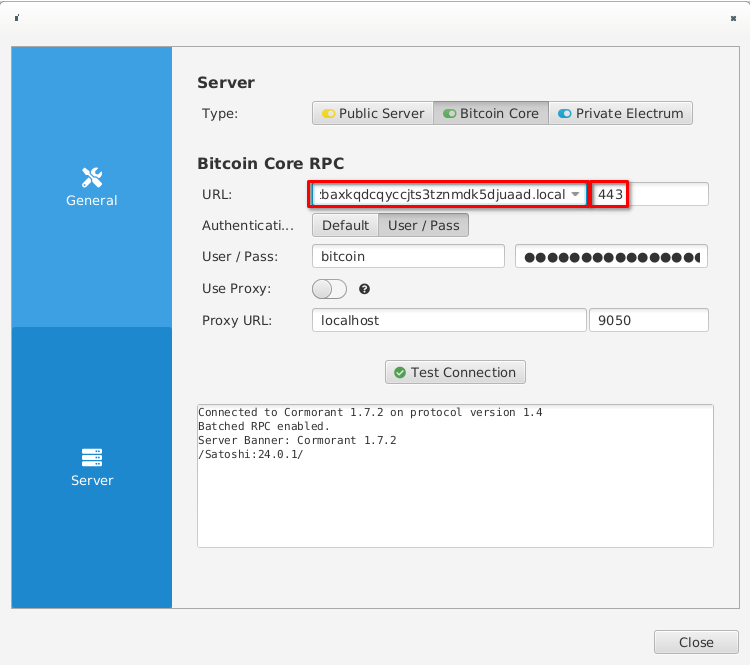 Server
Type: Public Server Bitcoin Core Private Electrum
Bitcoin Core RPC
URL: :baxkqdcqyccjts3tznmdk5djuaad.local 443
Authenticati... Default User / Pass
User / Pass: bitcoin ●●●●●●●●●●●●●●●●
Use Proxy: ?
Proxy URL: localhost 9050
Test Connection
Connected to Cormorant 1.7.2 on protocol version 1.4
Batched RPC enabled.
Server Banner: Cormorant 1.7.2
/Satoshi:24.0.1/
General
Server
Close